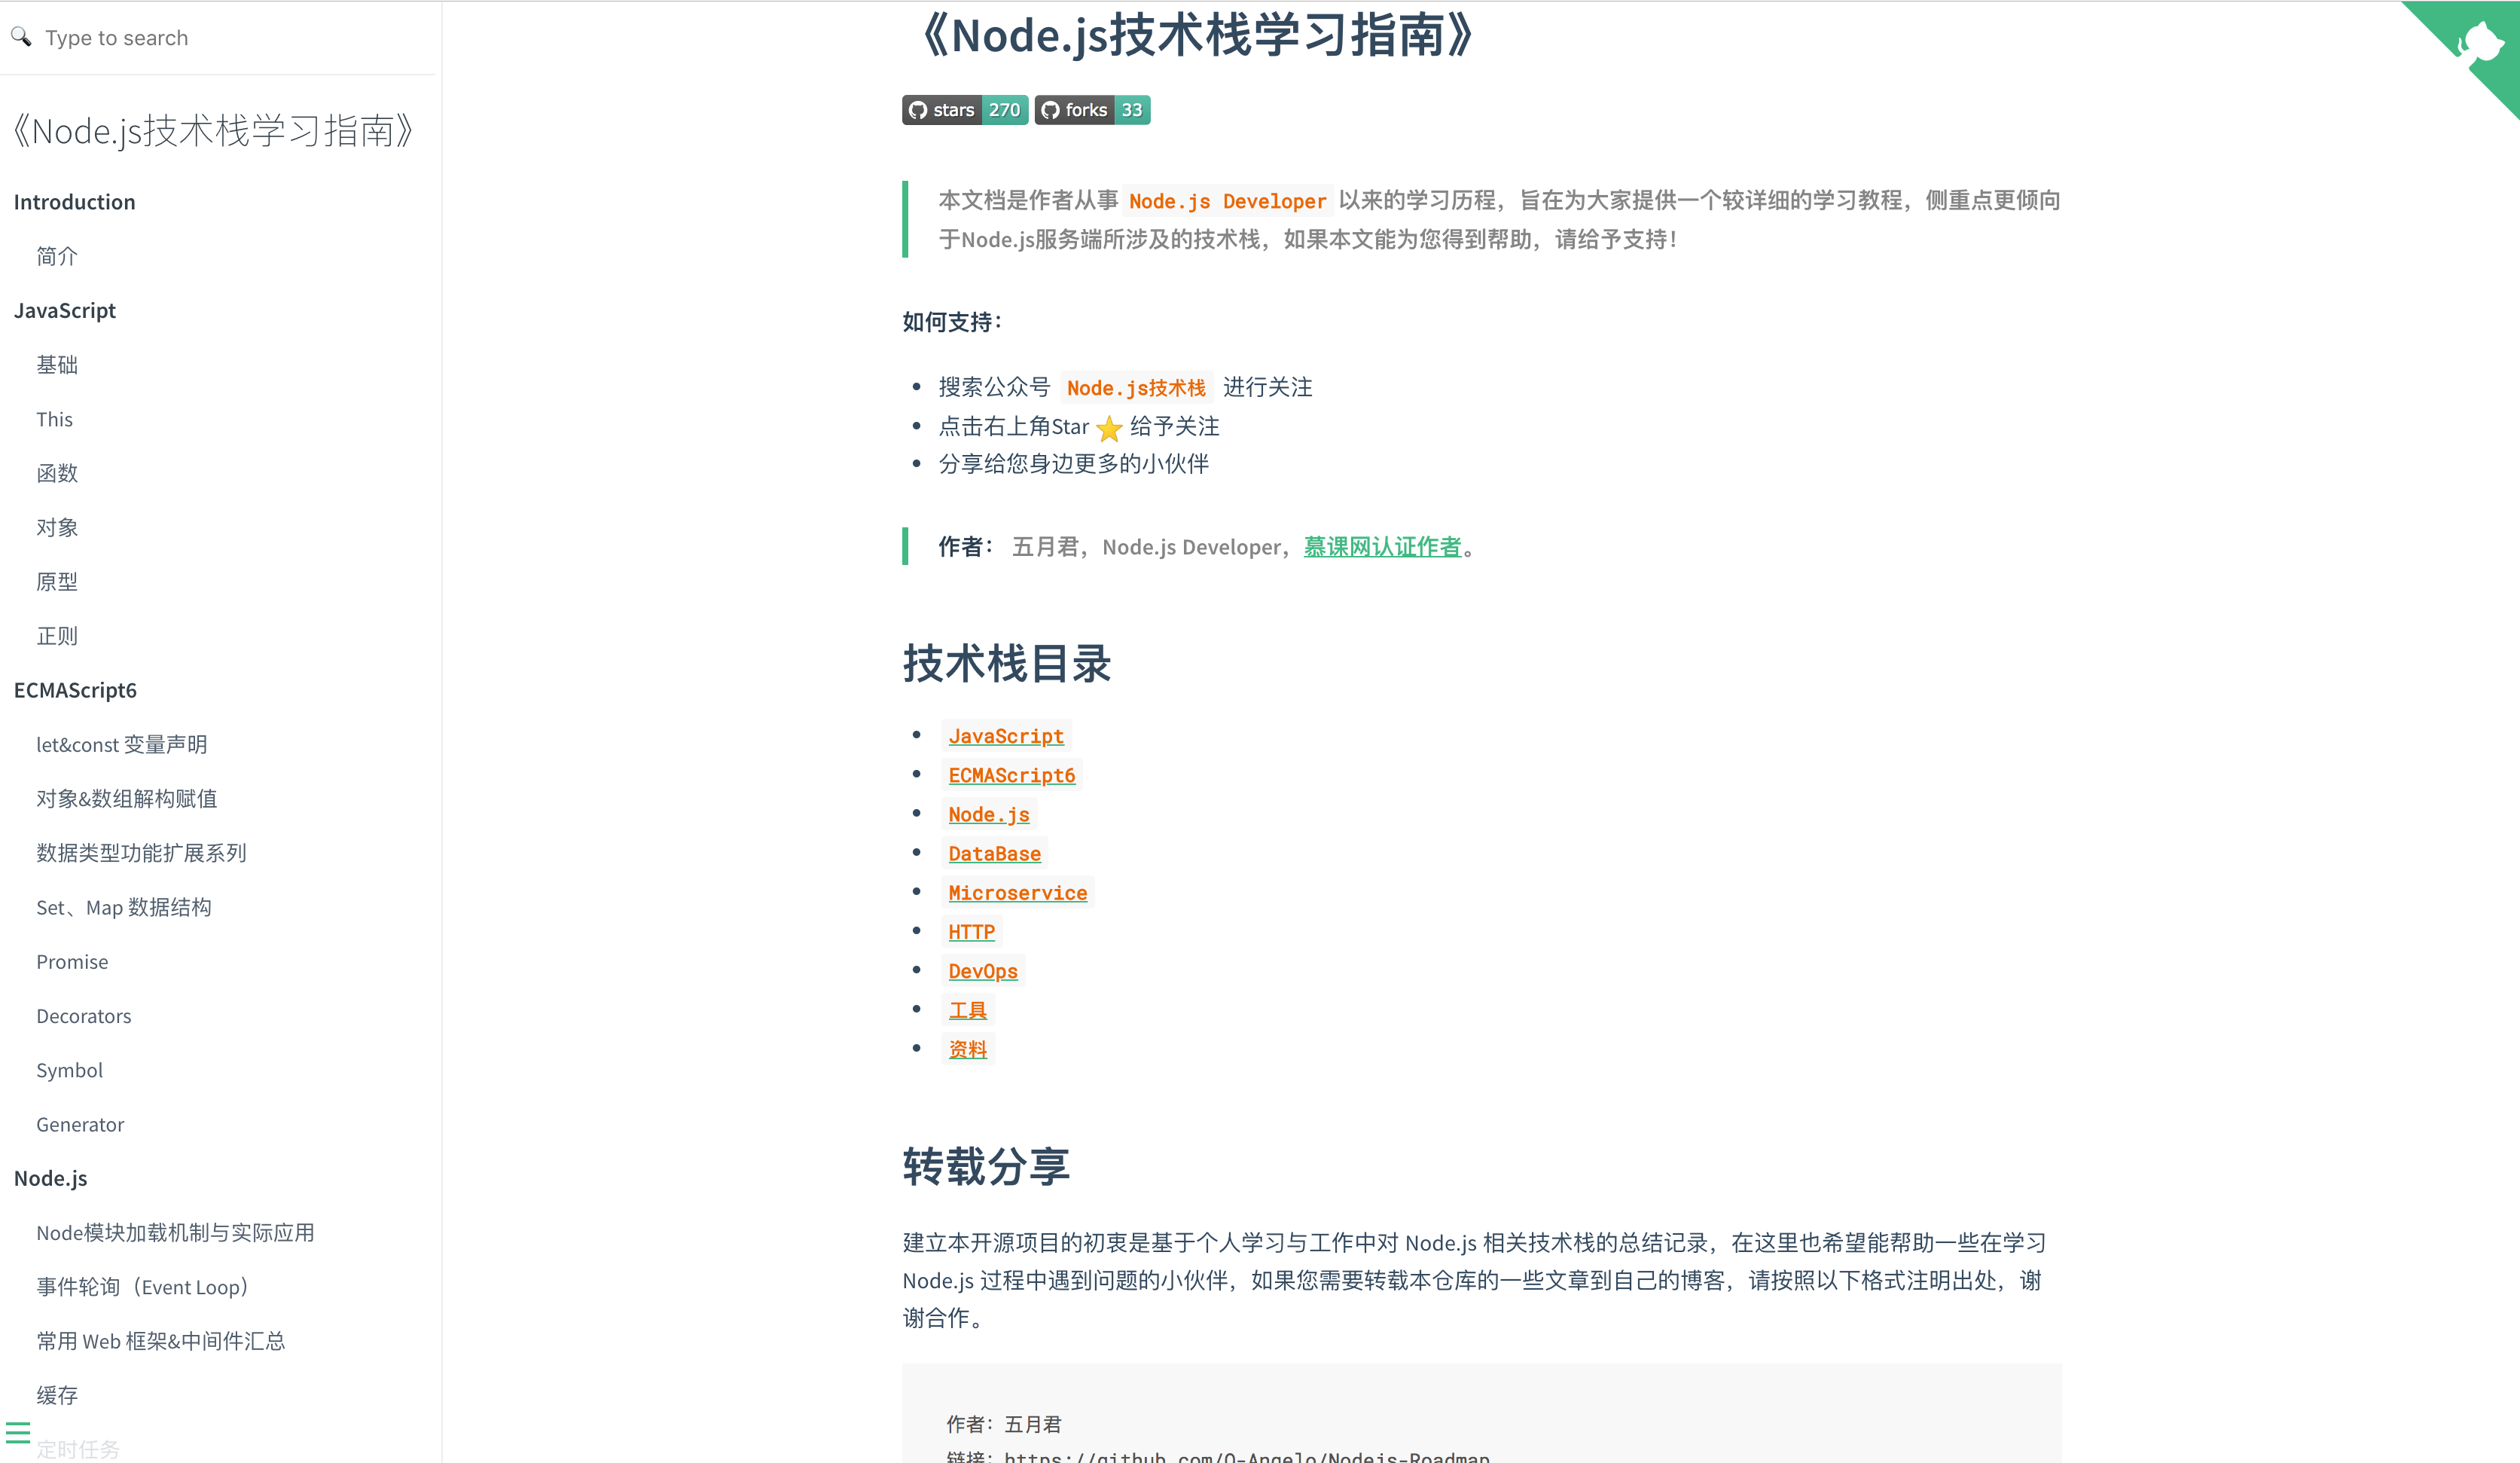 Type to search
《Node.js技术栈学习指南》
Introduction
简介
JavaScript
基础
This
函数
对象
原型
正则
ECMAScript6
let&const 变量声明
对象&数组解构赋值
数据类型功能扩展系列
Set、Map 数据结构
Promise
Decorators
Symbol
Generator
Node.js
Node模块加载机制与实际应用
事件轮询（Event Loop）
常用 Web 框架&中间件汇总
缓存
定时任务
《Node.js技术栈学习指南》
stars 270 forks 33
本文档是作者从事 Node.js Developer 以来的学习历程，旨在为大家提供一个较详细的学习教程，侧重点更倾向
于Node.js服务端所涉及的技术栈，如果本文能为您得到帮助，请给予支持！
如何支持：
搜索公众号 Node.js技术栈 进行关注
点击右上角Star ⭐ 给予关注
分享给您身边更多的小伙伴
作者： 五月君，Node.js Developer，慕课网认证作者。
技术栈目录
JavaScript
ECMAScript6
Node.js
DataBase
Microservice
HTTP
DevOps
工具
资料
转载分享
建立本开源项目的初衷是基于个人学习与工作中对 Node.js 相关技术栈的总结记录，在这里也希望能帮助一些在学习
Node.js 过程中遇到问题的小伙伴，如果您需要转载本仓库的一些文章到自己的博客，请按照以下格式注明出处，谢
谢合作。
作者：五月君
链接：https://github.com/Q-Angelo/Nodejs-Roadmap